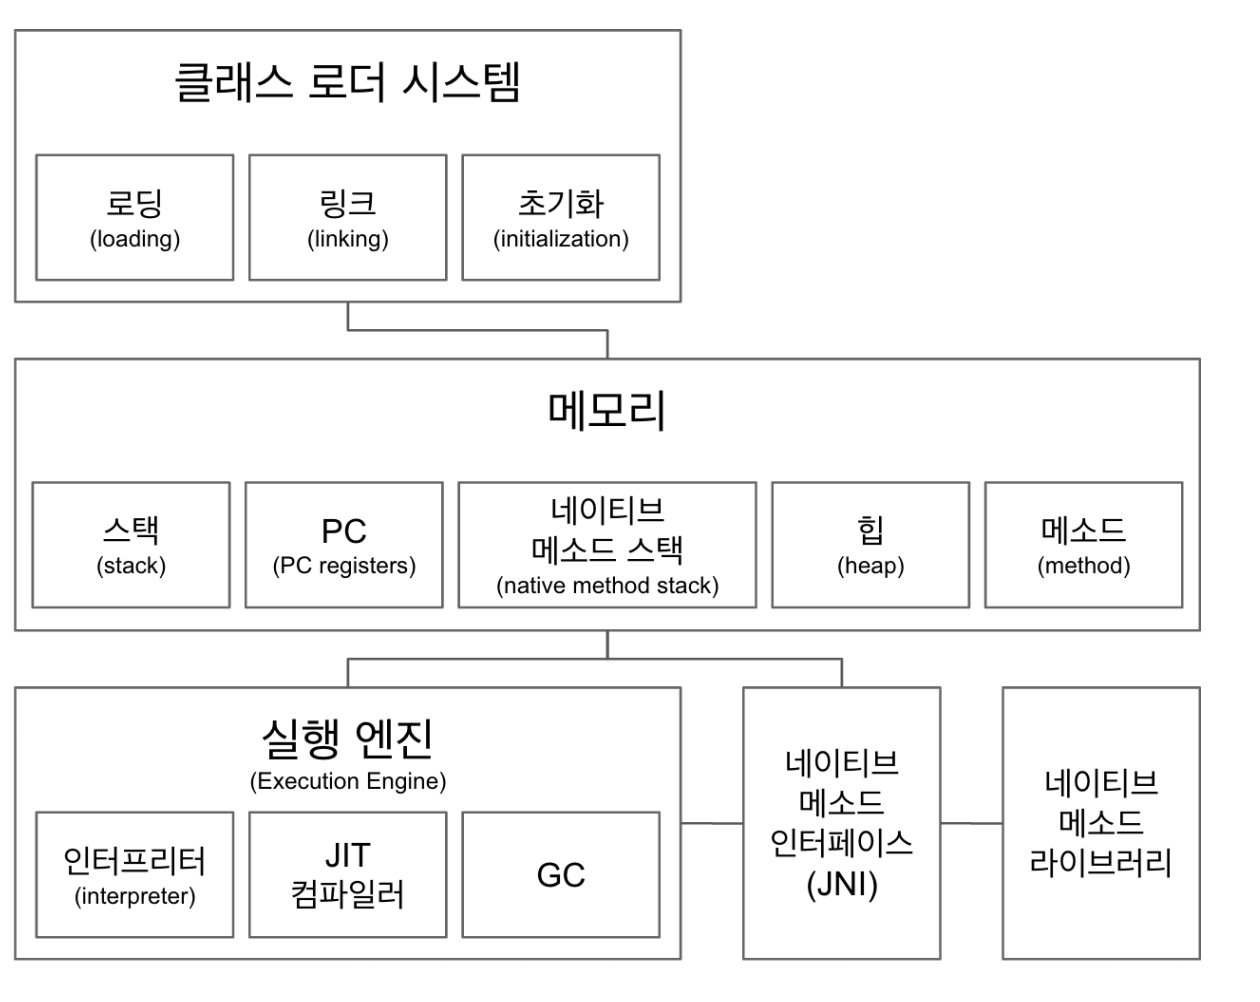 클래스 로더 시스템
로딩
(loading)
링크
(linking)
초기화
(initialization)
메모리
스택
(stack)
PC
(PC registers)
네이티브
메소드 스택
(native method stack)
힙
(heap)
메소드
(method)
실행 엔진
(Execution Engine)
인터프리터
(interpreter)
JIT
컴파일러
GC
네이티브
메소드
인터페이스
(JNI)
네이티브
메소드
라이브러리